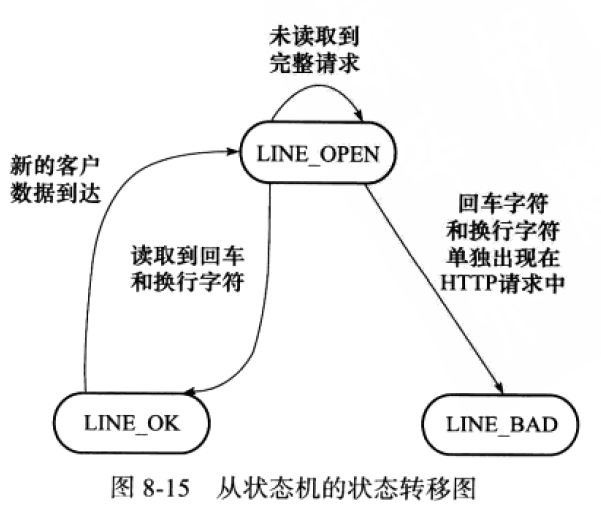 未读取到
完整请求
LINE_OPEN
新的客户
数据到达
读取到回车
和换行字符
回车字符
和换行字符
单独出现在
HTTP请求中
LINE_OK
LINE_BAD
图 8-15 从状态机的状态转移图